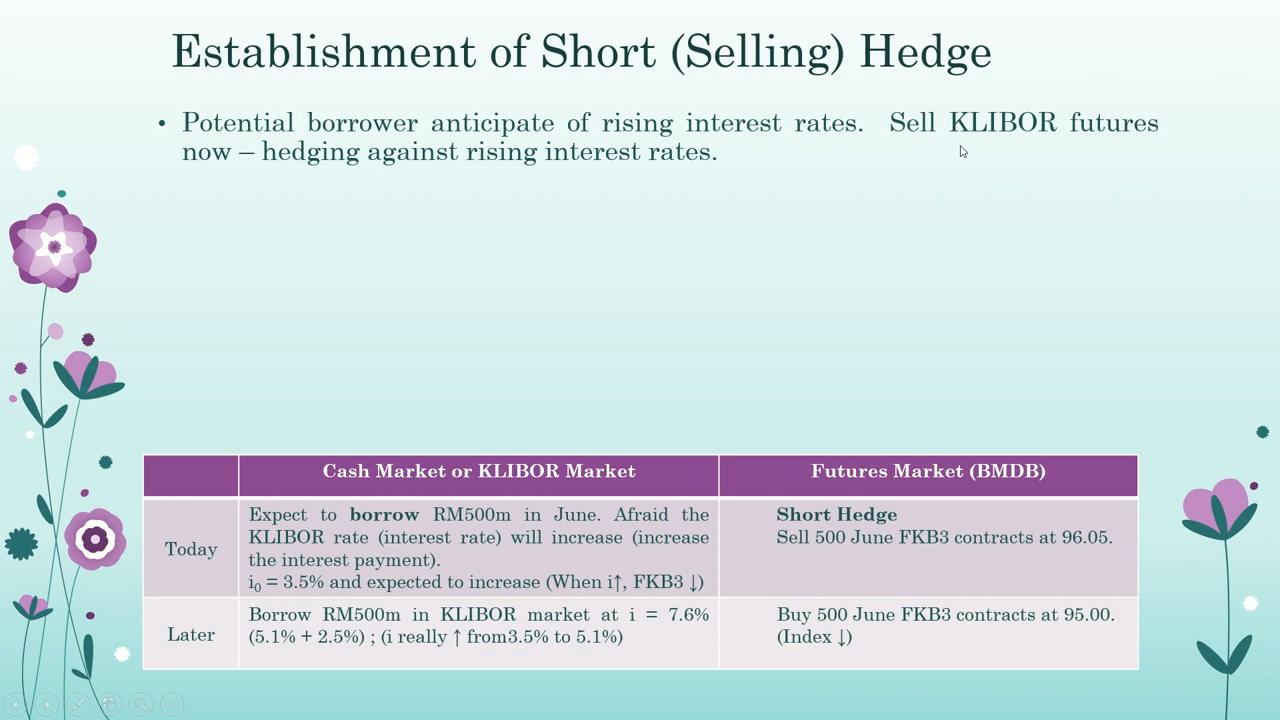 Establishment of Short (Selling) Hedge
• Potential borrower anticipate of rising interest rates. Sell KLIBOR futures
now – hedging against rising interest rates.
Cash Market or KLIBOR Market
Futures Market (BMDB)
Today
Expect to borrow RM500m in June. Afraid the
KLIBOR rate (interest rate) will increase (increase
the interest payment).
i₀ = 3.5% and expected to increase (When i↑, FKB3 ↓)
Short Hedge
Sell 500 June FKB3 contracts at 96.05.
Later
Borrow RM500m in KLIBOR market at i = 7.6%
(5.1% + 2.5%) ; (i really ↑ from3.5% to 5.1%)
Buy 500 June FKB3 contracts at 95.00.
(Index ↓)